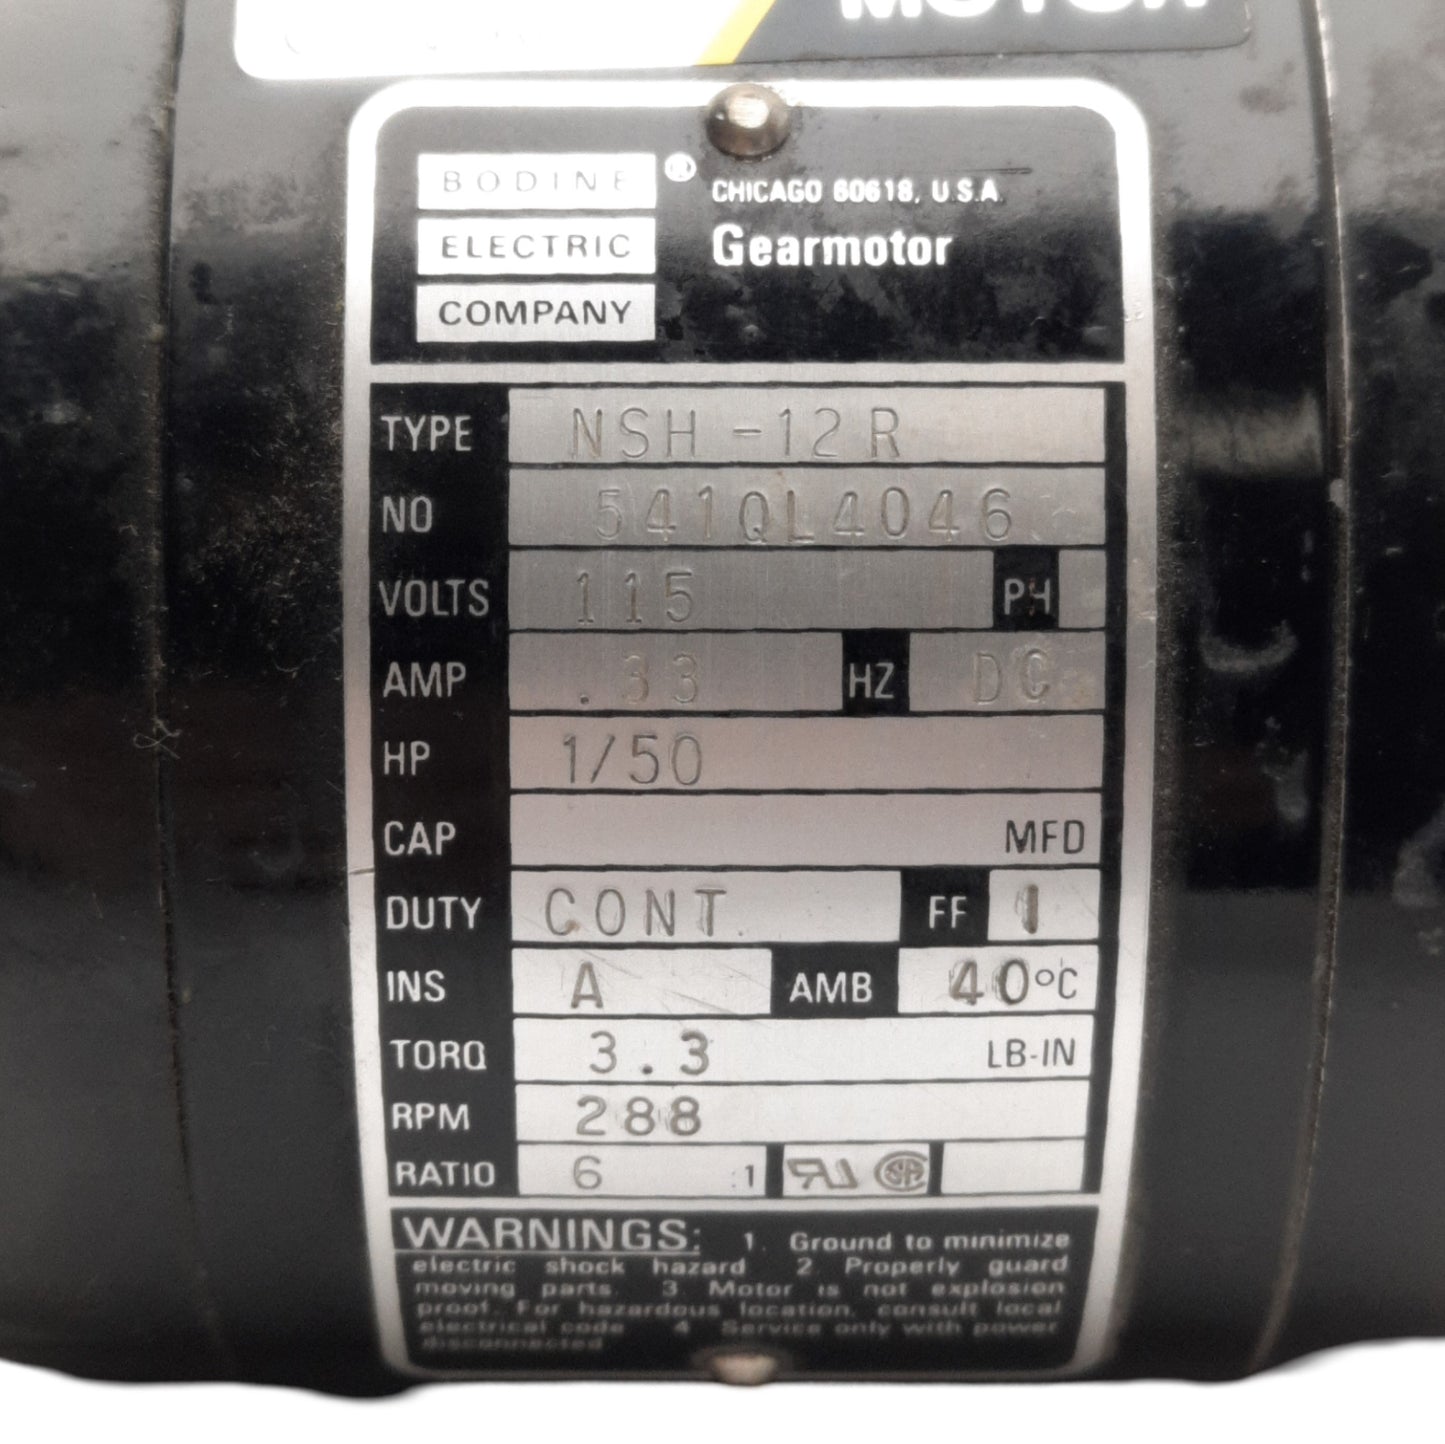 MOTOR
BODINE ® CHICAGO 60618, U.S.A.
ELECTRIC Gearmotor
COMPANY
TYPE NSH-12R
NO 541QL4046
VOLTS 115 PH
AMP .33 HZ DC
HP 1/50
CAP MFD
DUTY CONT. FF 1
INS A AMB 40°C
TORQ 3.3 LB-IN
RPM 288
RATIO 6 :1
WARNINGS: 1. Ground to minimize
electric shock hazard 2. Properly guard
moving parts. 3. Motor is not explosion
proof. For hazardous location, consult local
electrical code 4 Service only with power
disconnected